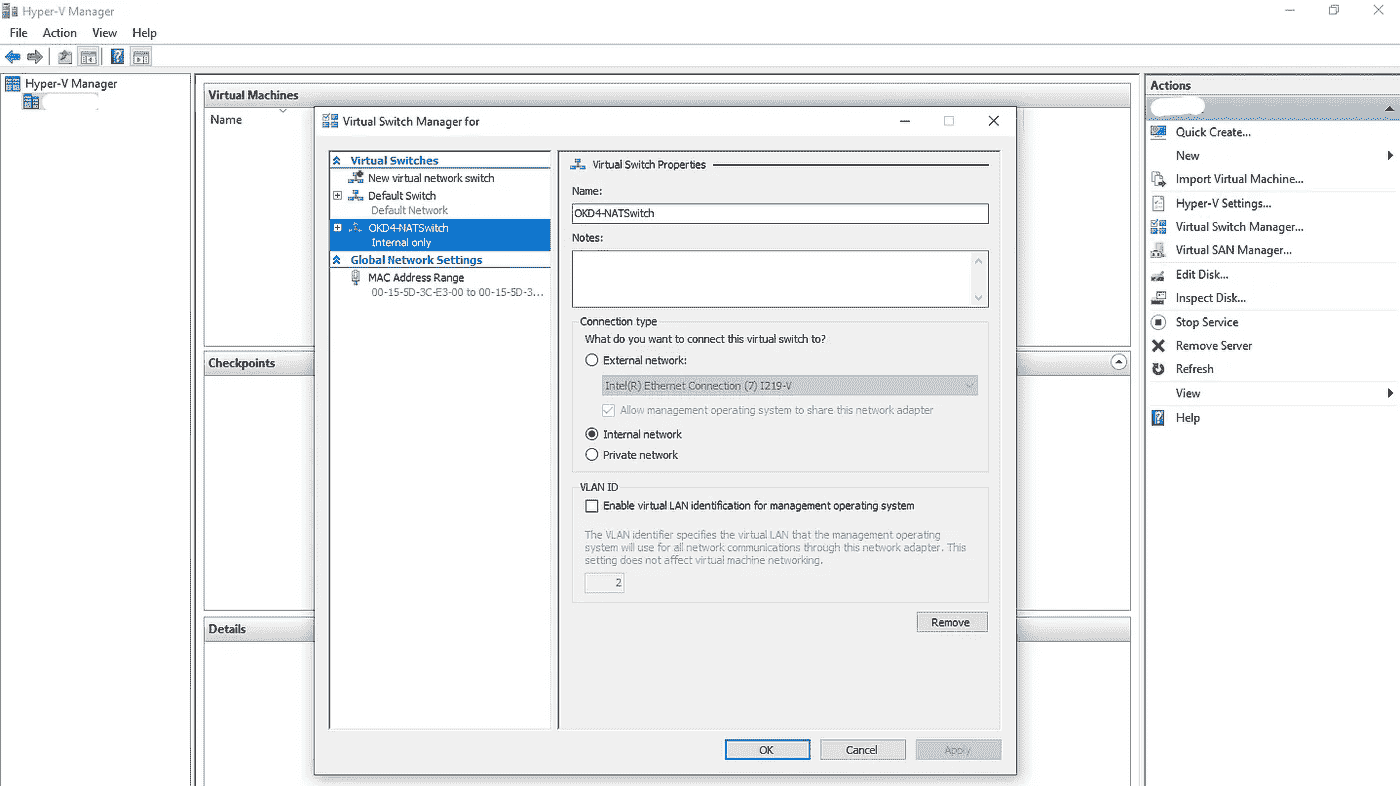 Hyper-V Manager
File Action View Help
Hyper-V Manager
Virtual Machines
Name
Checkpoints
Details
Virtual Switch Manager for
Virtual Switches
New virtual network switch
Default Switch
Default Network
OKD4-NATSwitch
Internal only
Global Network Settings
MAC Address Range
00-15-5D-3C-E3-00 to 00-15-5D-3...
Virtual Switch Properties
Name:
OKD4-NATSwitch
Notes:
Connection type
What do you want to connect this virtual switch to?
External network:
Intel(R) Ethernet Connection (7) I219-V
Allow management operating system to share this network adapter
Internal network
Private network
VLAN ID
Enable virtual LAN identification for management operating system
The VLAN identifier specifies the virtual LAN that the management operating
system will use for all network communications through this network adapter. This
setting does not affect virtual machine networking.
2
Remove
OK Cancel Apply
Actions
Quick Create...
New
Import Virtual Machine...
Hyper-V Settings...
Virtual Switch Manager...
Virtual SAN Manager...
Edit Disk...
Inspect Disk...
Stop Service
Remove Server
Refresh
View
Help